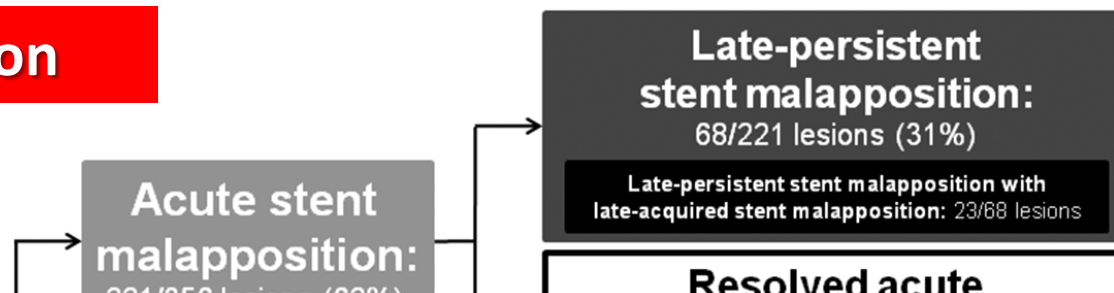 on
Late-persistent
stent malapposition:
68/221 lesions (31%)
Late-persistent stent malapposition with
late-acquired stent malapposition: 23/68 lesions
Acute stent
malapposition:
Resolved acute